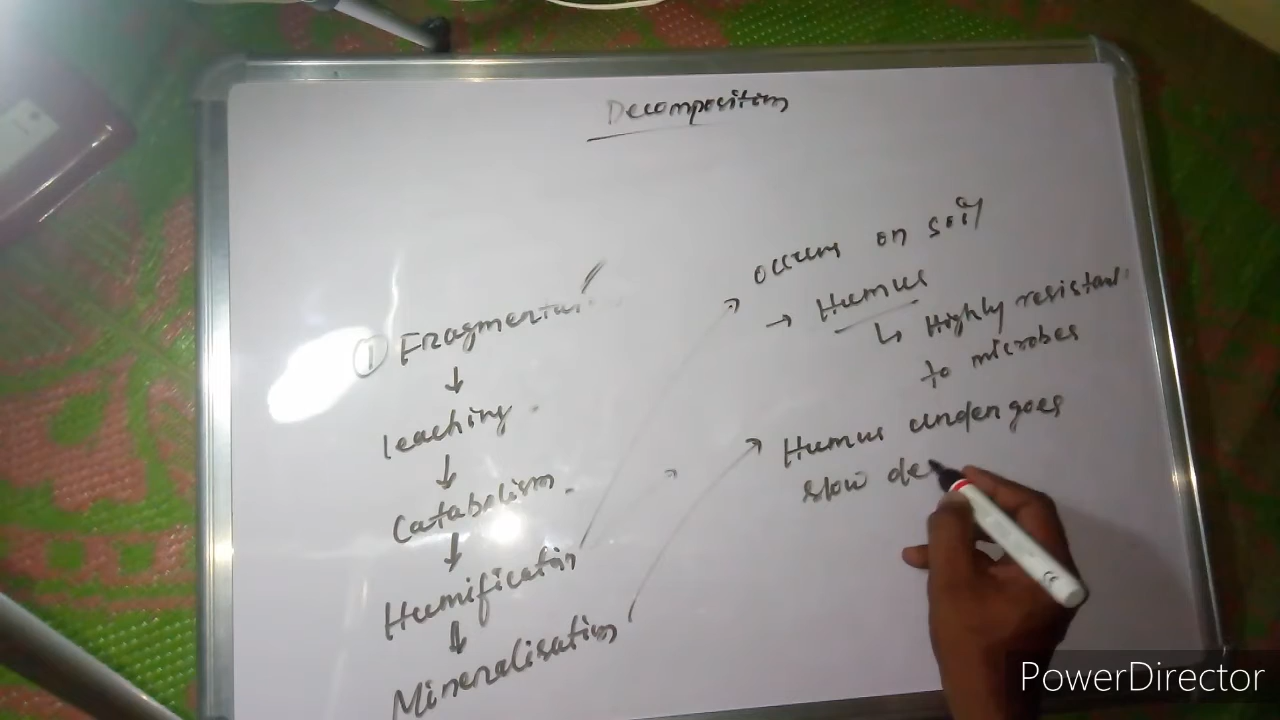 Decomposition
① Fragmentati
↓
leaching.
↓
Catabolism.
↓
Humification
↓
Mineralisation
→ occurs on soil
→ Humus
↳ Highly resistant
to microbes
→ Humus undergoes
slow de
PowerDirector